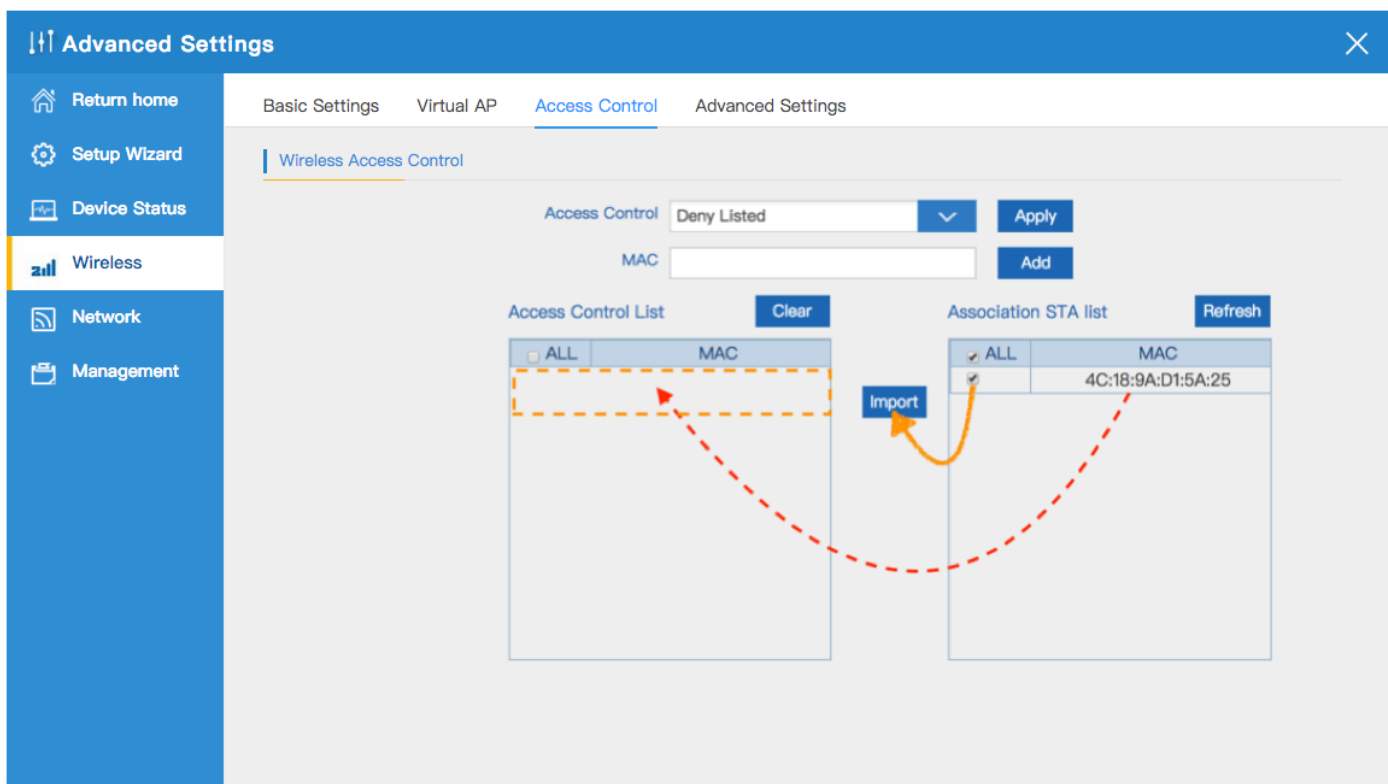 Advanced Settings
Return home
Setup Wizard
Device Status
Wireless
Network
Management
Basic Settings Virtual AP Access Control Advanced Settings
Wireless Access Control
Access Control Deny Listed Apply
MAC Add
Access Control List Clear Association STA list Refresh
ALL MAC ALL MAC
4C:18:9A:D1:5A:25
Import